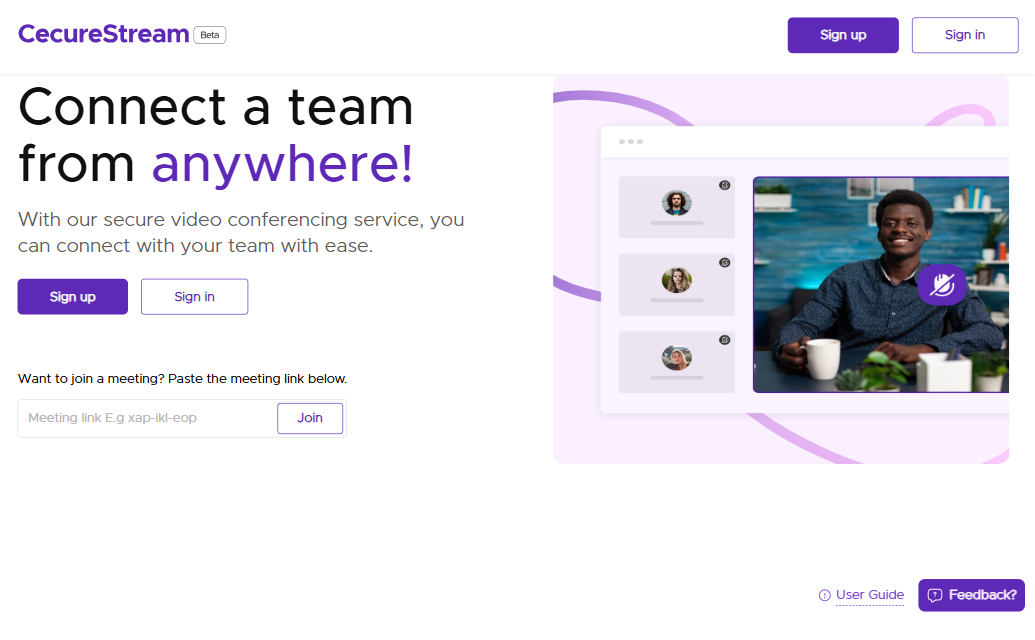 CecureStream Beta
Sign up
Sign in
Connect a team
from anywhere!
With our secure video conferencing service, you
can connect with your team with ease.
Sign up
Sign in
Want to join a meeting? Paste the meeting link below.
Meeting link E.g xap-ikl-eop
Join
User Guide
Feedback?